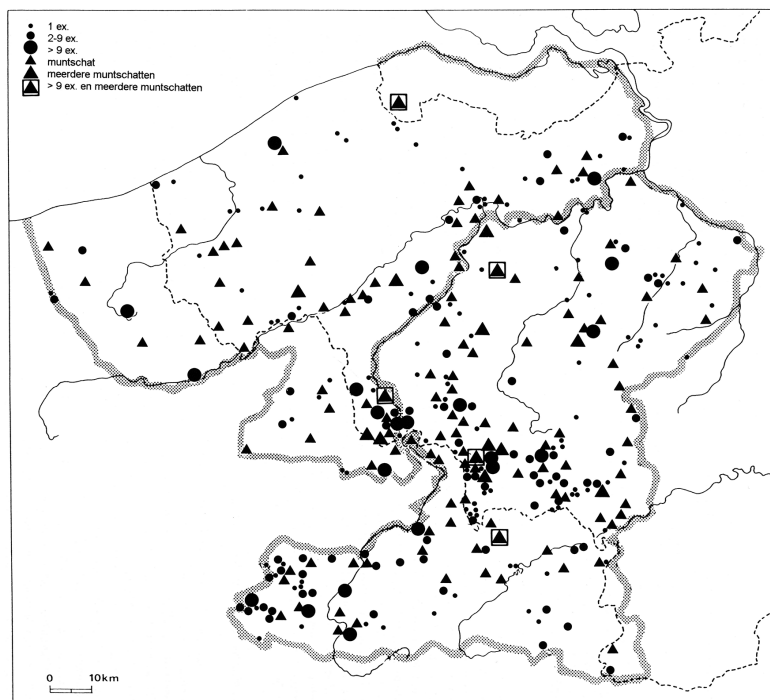 1 ex.
2-9 ex.
> 9 ex.
muntschat
meerdere muntschatten
> 9 ex. en meerdere muntschatten
0 10km